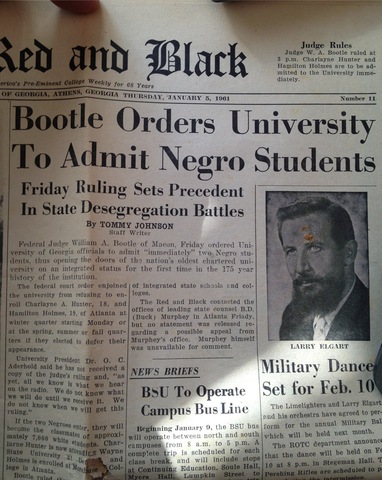 Red and Black
America's Pre-Eminent College Weekly for 68 Years
OF GEORGIA, ATHENS, GEORGIA THURSDAY, JANUARY 5, 1961
Number 11
Judge Rules
Judge W. A. Bootle ruled at
3 p.m. Charlayne Hunter and
Hamilton Holmes are to be ad-
mitted to the University imme-
diately.
Bootle Orders University
To Admit Negro Students
Friday Ruling Sets Precedent
In State Desegregation Battles
By TOMMY JOHNSON
Staff Writer
Federal Judge William A. Bootle of Macon, Friday ordered Uni-
versity of Georgia officials to admit "immediately" two Negro stu-
dents, thus opening the doors of the nation's oldest chartered uni-
versity on an integrated status for the first time in the 175 year
history of the institution.
The federal court order enjoined
the university from refusing to en-
roll Charlayne A. Hunter, 18, and
Hamilton Holmes, 19, of Atlanta at
winter quarter starting Monday or
at the spring, summer or fall quar-
ters if they elected to defer their
appearance.
University President Dr. O. C.
Aderhold said he has not received a
copy of the judge's ruling and, "as
yet, all we know is what we hear
on the radio. We do not know what
we will do until we receive it. We do
not know when we will get this
ruling."
If the two Negroes enter, they will
become the classmates of approxi-
mately 7,668 white students.
of integrated state schools and col-
leges.
The Red and Black contacted the
offices of leading state counsel B.D.
(Buck) Murphey in Atlanta Friday,
but no statement was released re-
garding a possible appeal from
Murphey's office. Murphey himself
was unavailable for comment.
NEWS BRIEFS
BSU To Operate
Campus Bus Line
Beginning January 9, the BSU bus
will operate between north and south
campuses from 8 a.m. to 5 p.m. A
complete trip is scheduled for each
class break, and will include stops
at Continuing Education, Soule Hall,
Myers Hall, Lumpkin Street
LARRY ELGART
Military Dance
Set for Feb. 10
The Limelighters and Larry Elgart
and his orchestra have agreed to per-
form for the annual Military Ball
which will be held next month.
The ROTC department announced
that the dance will be held on Feb.
10 at 8 p.m. in Stegeman Hall. The
Pershing Rifles are scheduled to